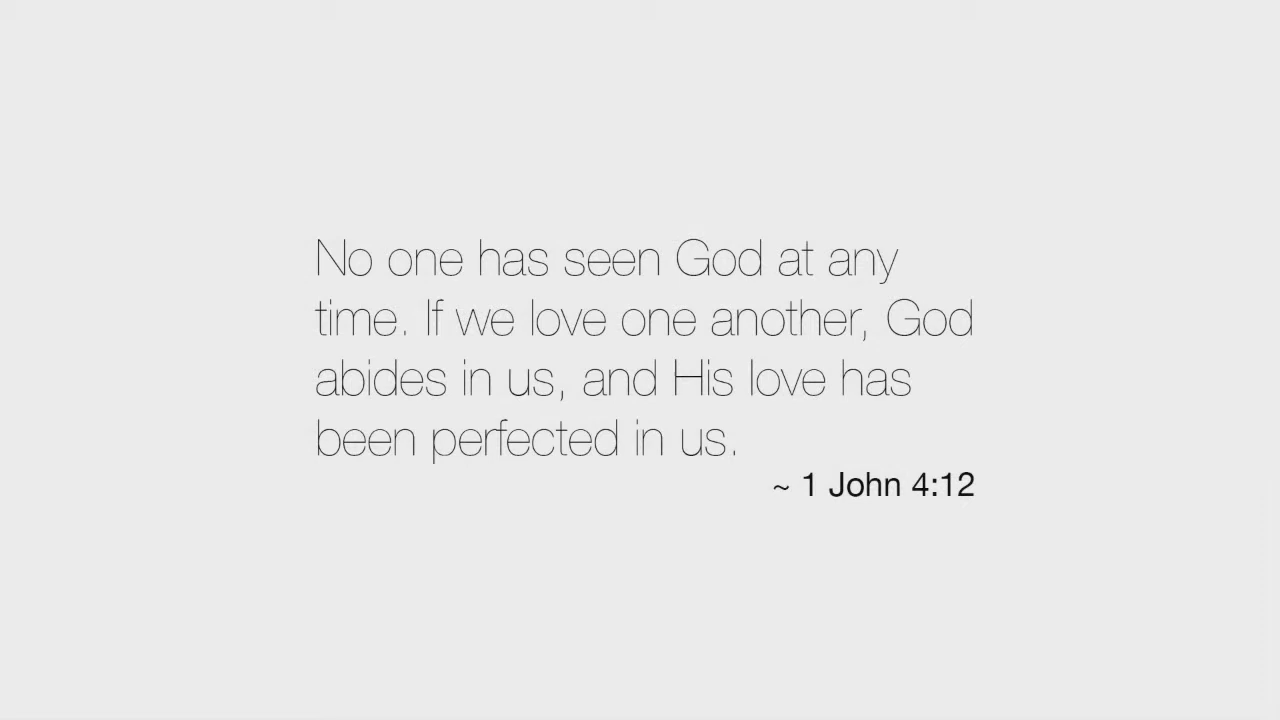 No one has seen God at any
time. If we love one another, God
abides in us, and His love has
been perfected in us.
~ 1 John 4:12